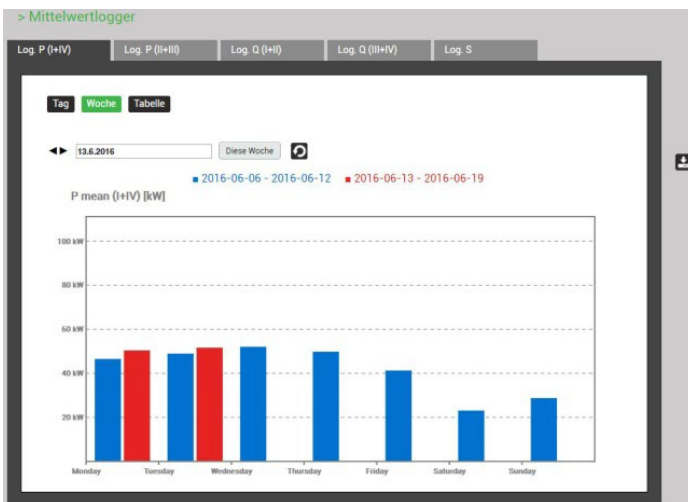 > Mittelwertlogger
Log. P (I+IV) Log. P (II+III) Log. Q (I+II) Log. Q (III+IV) Log. S
Tag Woche Tabelle
13.6.2016 Diese Woche
2016-06-06 - 2016-06-12 2016-06-13 - 2016-06-19
P mean (I+IV) [kW]
100 kW
80 kW
60 kW
40 kW
20 kW
Monday Tuesday Wednesday Thursday Friday Saturday Sunday